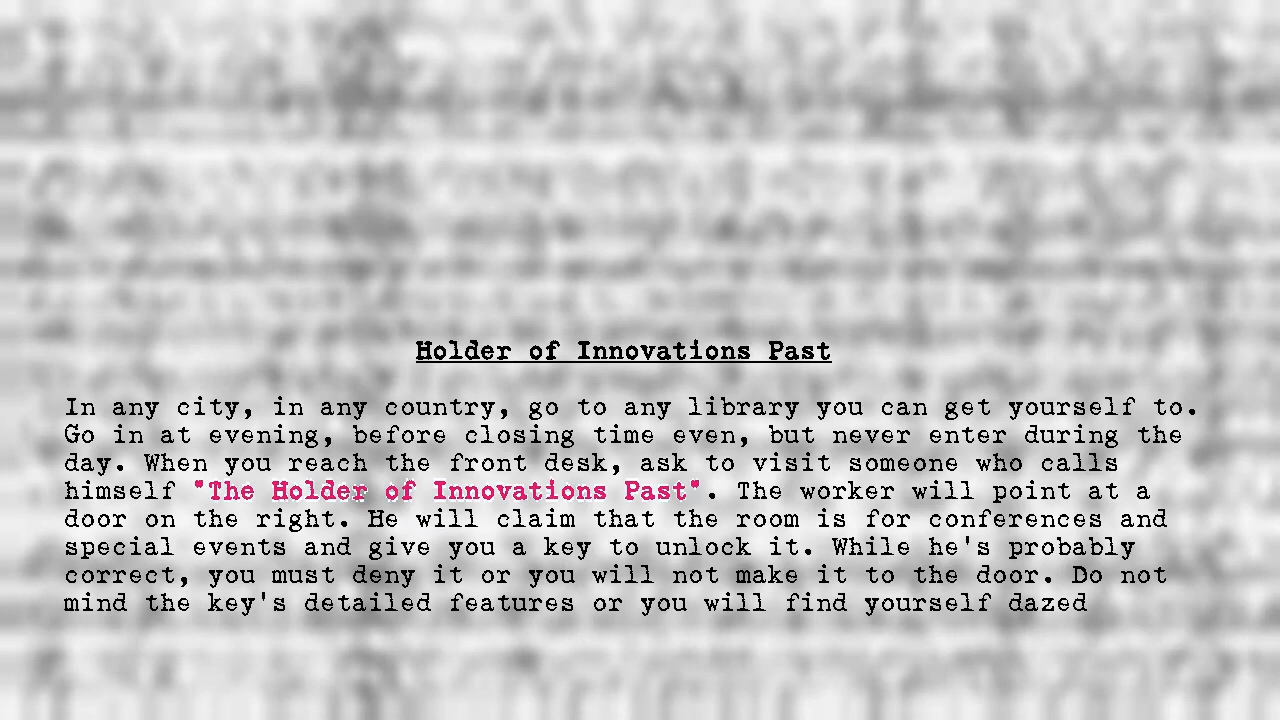 Holder of Innovations Past
In any city, in any country, go to any library you can get yourself to.
Go in at evening, before closing time even, but never enter during the
day. When you reach the front desk, ask to visit someone who calls
himself "The Holder of Innovations Past". The worker will point at a
door on the right. He will claim that the room is for conferences and
special events and give you a key to unlock it. While he's probably
correct, you must deny it or you will not make it to the door. Do not
mind the key's detailed features or you will find yourself dazed